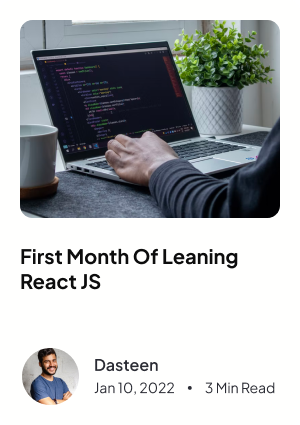 First Month Of Leaning
React JS
Dasteen
Jan 10, 2022 • 3 Min Read